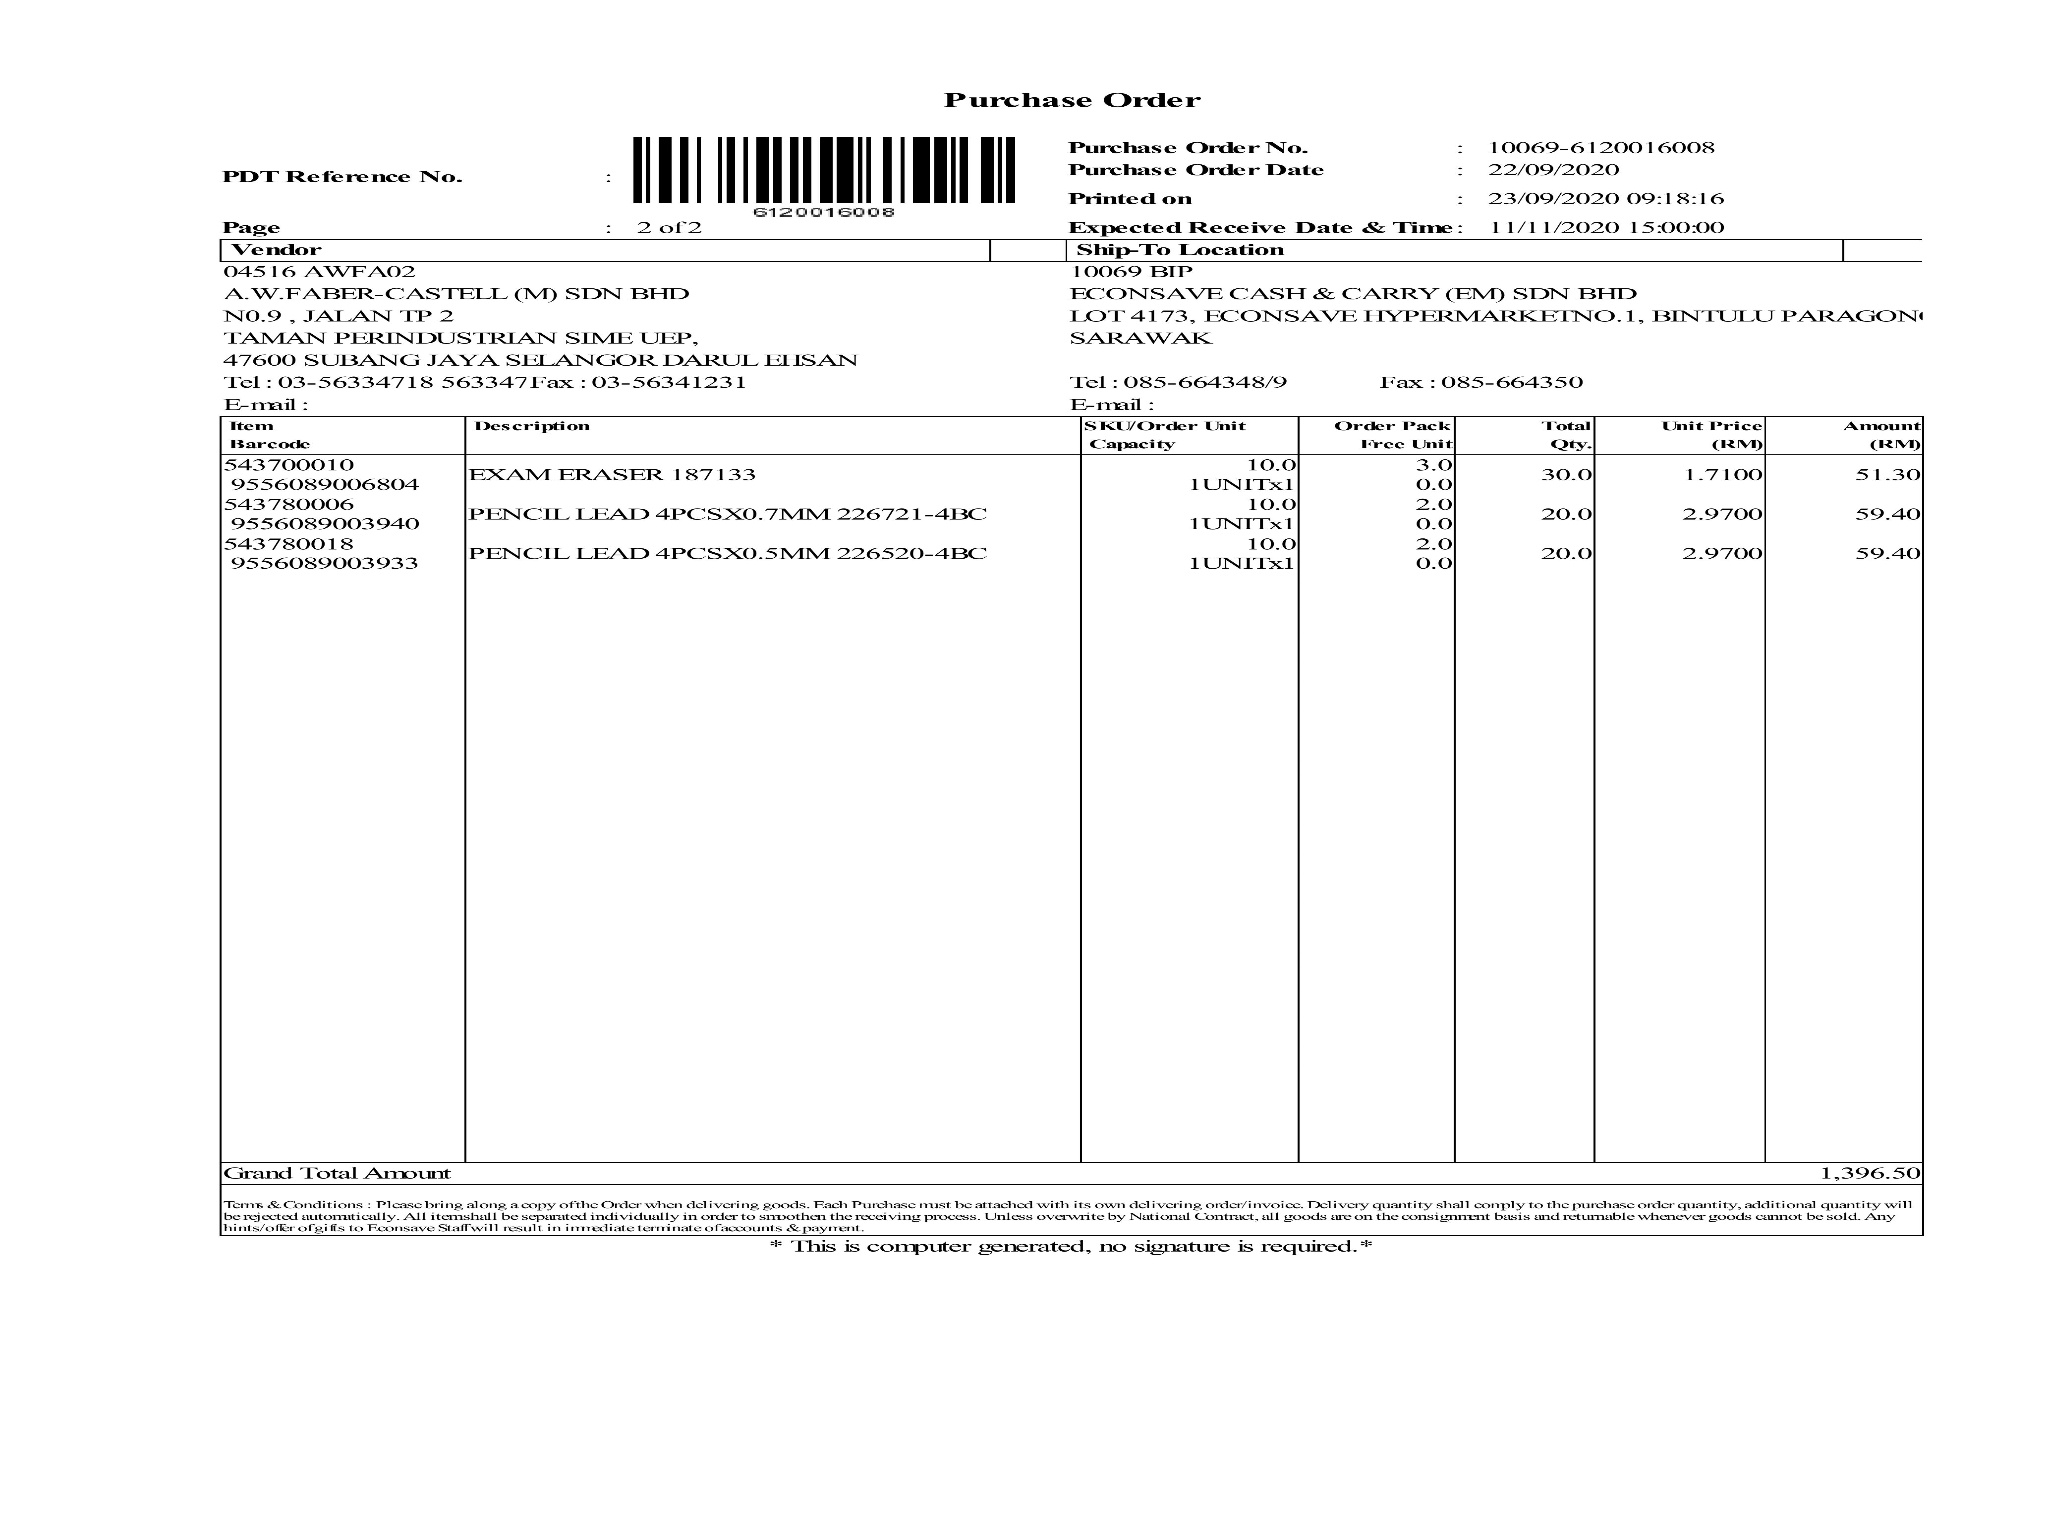 Purchase Order
PDT Reference No. :
6120016008
Page : 2 of 2
Purchase Order No. : 10069-6120016008
Purchase Order Date : 22/09/2020
Printed on : 23/09/2020 09:18:16
Expected Receive Date & Time : 11/11/2020 15:00:00
Vendor
04516 AWFA02
A.W.FABER-CASTELL (M) SDN BHD
N0.9 , JALAN TP 2
TAMAN PERINDUSTRIAN SIME UEP,
47600 SUBANG JAYA SELANGOR DARUL EHSAN
Tel : 03-56334718 563347Fax : 03-56341231
E-mail :
Ship-To Location
10069 BIP
ECONSAVE CASH & CARRY (EM) SDN BHD
LOT 4173, ECONSAVE HYPERMARKETNO.1, BINTULU PARAGON
SARAWAK
Tel : 085-664348/9 Fax : 085-664350
E-mail :
Item Description SKU/Order Unit Order Pack Total Unit Price Amount
Barcode Capacity Free Unit Qty. (RM) (RM)
543700010 10.0 3.0
EXAM ERASER 187133 30.0 1.7100 51.30
9556089006804 1UNITx1 0.0
543780006 10.0 2.0
PENCIL LEAD 4PCSX0.7MM 226721-4BC 20.0 2.9700 59.40
9556089003940 1UNITx1 0.0
543780018 10.0 2.0
PENCIL LEAD 4PCSX0.5MM 226520-4BC 20.0 2.9700 59.40
9556089003933 1UNITx1 0.0
Grand Total Amount 1,396.50
Terms & Conditions : Please bring along a copy of the Order when delivering goods. Each Purchase must be attached with its own delivering order/invoice. Delivery quantity shall comply to the purchase order quantity, additional quantity will
be rejected automatically. All item shall be separated individually in order to smoothen the receiving process. Unless overwrite by National Contract, all goods are on the consignment basis and returnable whenever goods cannot be sold. Any
hints/offer of gifts to Econsave Staff will result in immediate terminate of accounts & payment.
* This is computer generated, no signature is required.*